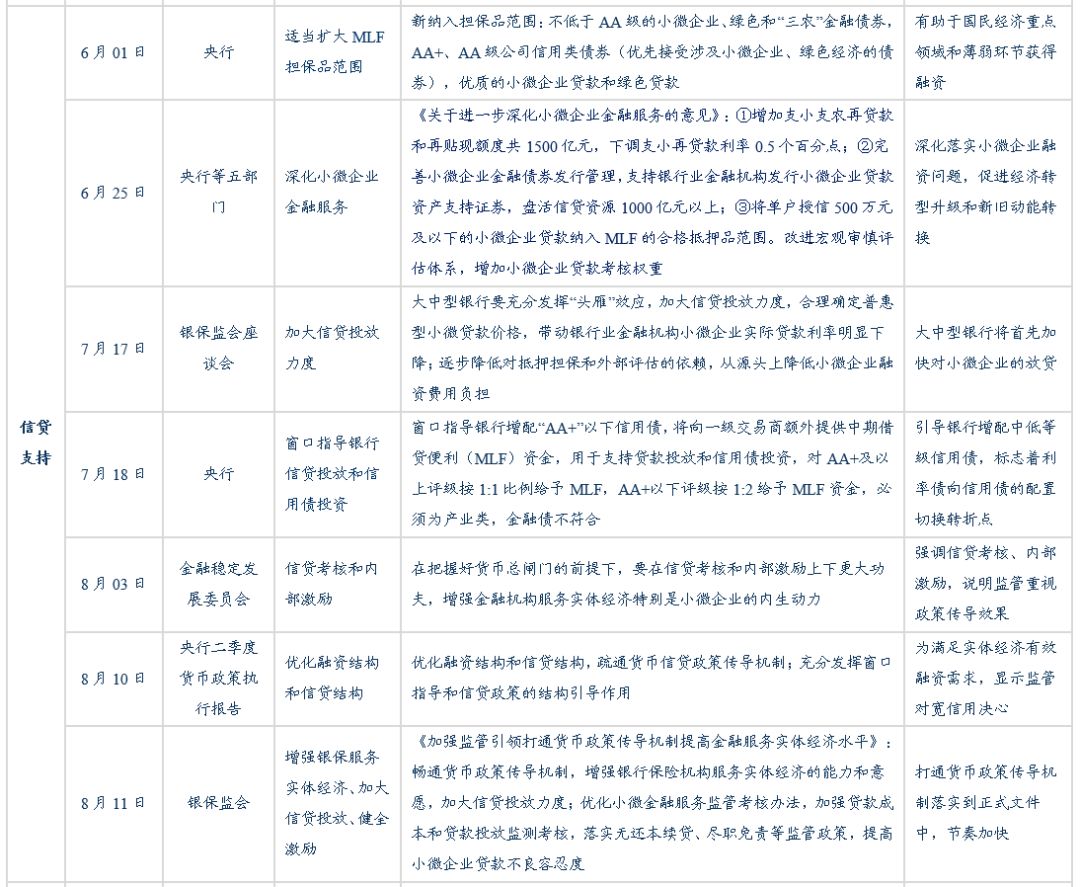 信贷
支持
6 月 01 日
央行
适当扩大 MLF
担保品范围
新纳入担保品范围：不低于 AA 级的小微企业、绿色和“三农”金融债券，
AA+、AA 级公司信用类债券（优先接受涉及小微企业、绿色经济的债
券），优质的小微企业贷款和绿色贷款
有助于国民经济重点
领域和薄弱环节获得
融资
6 月 25 日
央行等五部
门
深化小微企业
金融服务
《关于进一步深化小微企业金融服务的意见》：①增加支小支农再贷款
和再贴现额度共 1500 亿元，下调支小再贷款利率 0.5 个百分点；②完
善小微企业金融债券发行管理，支持银行业金融机构发行小微企业贷款
资产支持证券，盘活信贷资源 1000 亿元以上；③将单户授信 500 万元
及以下的小微企业贷款纳入 MLF 的合格抵押品范围。改进宏观审慎评
估体系，增加小微企业贷款考核权重
深化落实小微企业融
资问题，促进经济转
型升级和新旧动能转
换
7 月 17 日
银保监会座
谈会
加大信贷投放
力度
大中型银行要充分发挥“头雁”效应，加大信贷投放力度，合理确定普惠
型小微贷款价格，带动银行业金融机构小微企业实际贷款利率明显下
降；逐步降低对抵押担保和外部评估的依赖，从源头上降低小微企业融
资费用负担
大中型银行将首先加
快对小微企业的放贷
7 月 18 日
央行
窗口指导银行
信贷投放和信
用债投资
窗口指导银行增配“AA+”以下信用债，将向一级交易商额外提供中期借
贷便利（MLF）资金，用于支持贷款投放和信用债投资，对 AA+及以
上评级按 1:1 比例给予 MLF，AA+以下评级按 1:2 给予 MLF 资金，必
须为产业类，金融债不符合
引导银行增配中低等
级信用债，标志着利
率债向信用债的配置
切换转折点
8 月 03 日
金融稳定发
展委员会
信贷考核和内
部激励
在把握好货币总闸门的前提下，要在信贷考核和内部激励上下更大功
夫，增强金融机构服务实体经济特别是小微企业的内生动力
强调信贷考核、内部
激励，说明监管重视
政策传导效果
8 月 10 日
央行二季度
货币政策执
行报告
优化融资结构
和信贷结构
优化融资结构和信贷结构，疏通货币信贷政策传导机制；充分发挥窗口
指导和信贷政策的结构引导作用
为满足实体经济有效
融资需求，显示监管
对宽信用决心
8 月 11 日
银保监会
增强银保服务
实体经济、加大
信贷投放、健全
激励
《加强监管引领打通货币政策传导机制提高金融服务实体经济水平》：
畅通货币政策传导机制，增强银行保险机构服务实体经济的能力和意
愿，加大信贷投放力度；优化小微金融服务监管考核办法，加强贷款成
本和贷款投放监测考核，落实无还本续贷、尽职免责等监管政策，提高
小微企业贷款不良容忍度
打通货币政策传导机
制落实到正式文件
中，节奏加快